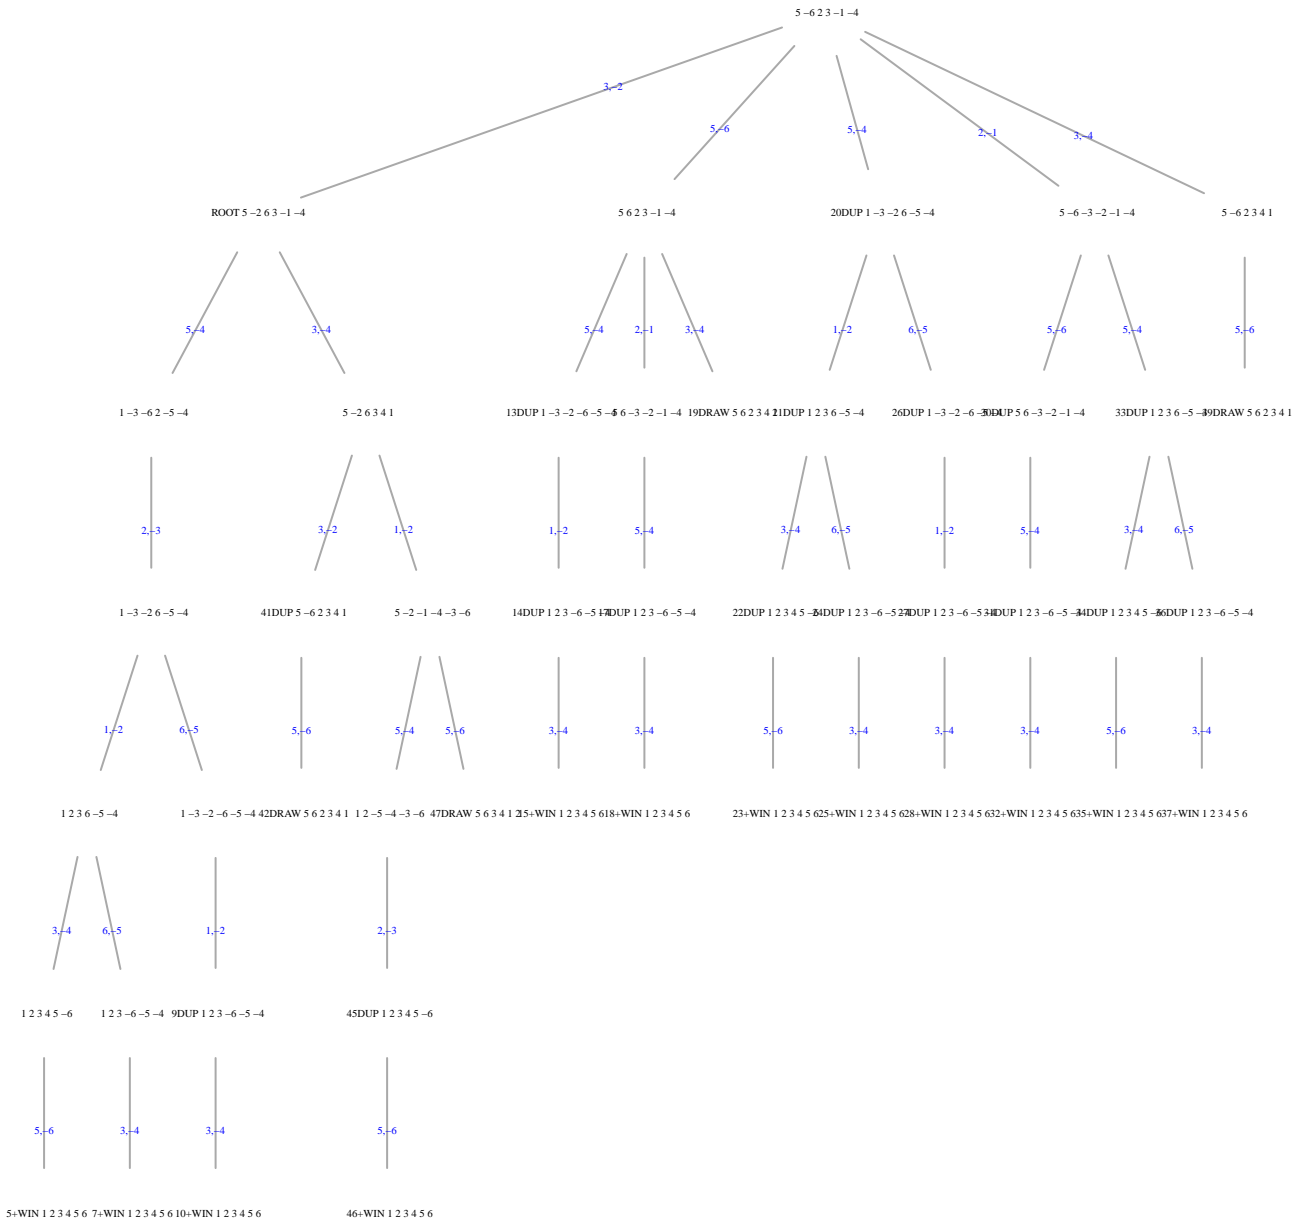 5 −6 2 3 −1 −4
3,−2
5,−6
5,−4
2,−1
3,−4
ROOT 5 −2 6 3 −1 −4
5 6 2 3 −1 −4
20DUP 1 −3 −2 6 −5 −4
5 −6 −3 −2 −1 −4
5 −6 2 3 4 1
5,−4
3,−4
5,−4
2,−1
3,−4
1,−2
6,−5
5,−6
5,−4
5,−6
1 −3 −6 2 −5 −4
5 −2 6 3 4 1
13DUP 1 −3 −2 −6 −5 −4
5 6 −3 −2 −1 −4
19DRAW 5 6 2 3 4 1
21DUP 1 2 3 6 −5 −4
26DUP 1 −3 −2 −6 −5 −4
30DUP 5 6 −3 −2 −1 −4
33DUP 1 2 3 6 −5 −4
39DRAW 5 6 2 3 4 1
2,−3
3,−2
1,−2
1,−2
5,−4
3,−4
6,−5
1,−2
5,−4
3,−4
6,−5
1 −3 −2 6 −5 −4
41DUP 5 −6 2 3 4 1
5 −2 −1 −4 −3 −6
14DUP 1 2 3 −6 −5 −4
17DUP 1 2 3 −6 −5 −4
22DUP 1 2 3 4 5 −6
24DUP 1 2 3 −6 −5 −4
27DUP 1 2 3 −6 −5 −4
31DUP 1 2 3 −6 −5 −4
34DUP 1 2 3 4 5 −6
36DUP 1 2 3 −6 −5 −4
1,−2
6,−5
5,−6
5,−4
5,−6
3,−4
3,−4
5,−6
3,−4
3,−4
3,−4
5,−6
3,−4
1 2 3 6 −5 −4
1 −3 −2 −6 −5 −4
42DRAW 5 6 2 3 4 1
1 2 −5 −4 −3 −6
47DRAW 5 6 3 4 1 2
15+WIN 1 2 3 4 5 6
18+WIN 1 2 3 4 5 6
23+WIN 1 2 3 4 5 6
25+WIN 1 2 3 4 5 6
28+WIN 1 2 3 4 5 6
32+WIN 1 2 3 4 5 6
35+WIN 1 2 3 4 5 6
37+WIN 1 2 3 4 5 6
3,−4
6,−5
1,−2
2,−3
1 2 3 4 5 −6
1 2 3 −6 −5 −4
9DUP 1 2 3 −6 −5 −4
45DUP 1 2 3 4 5 −6
5,−6
3,−4
3,−4
5,−6
5+WIN 1 2 3 4 5 6
7+WIN 1 2 3 4 5 6
10+WIN 1 2 3 4 5 6
46+WIN 1 2 3 4 5 6